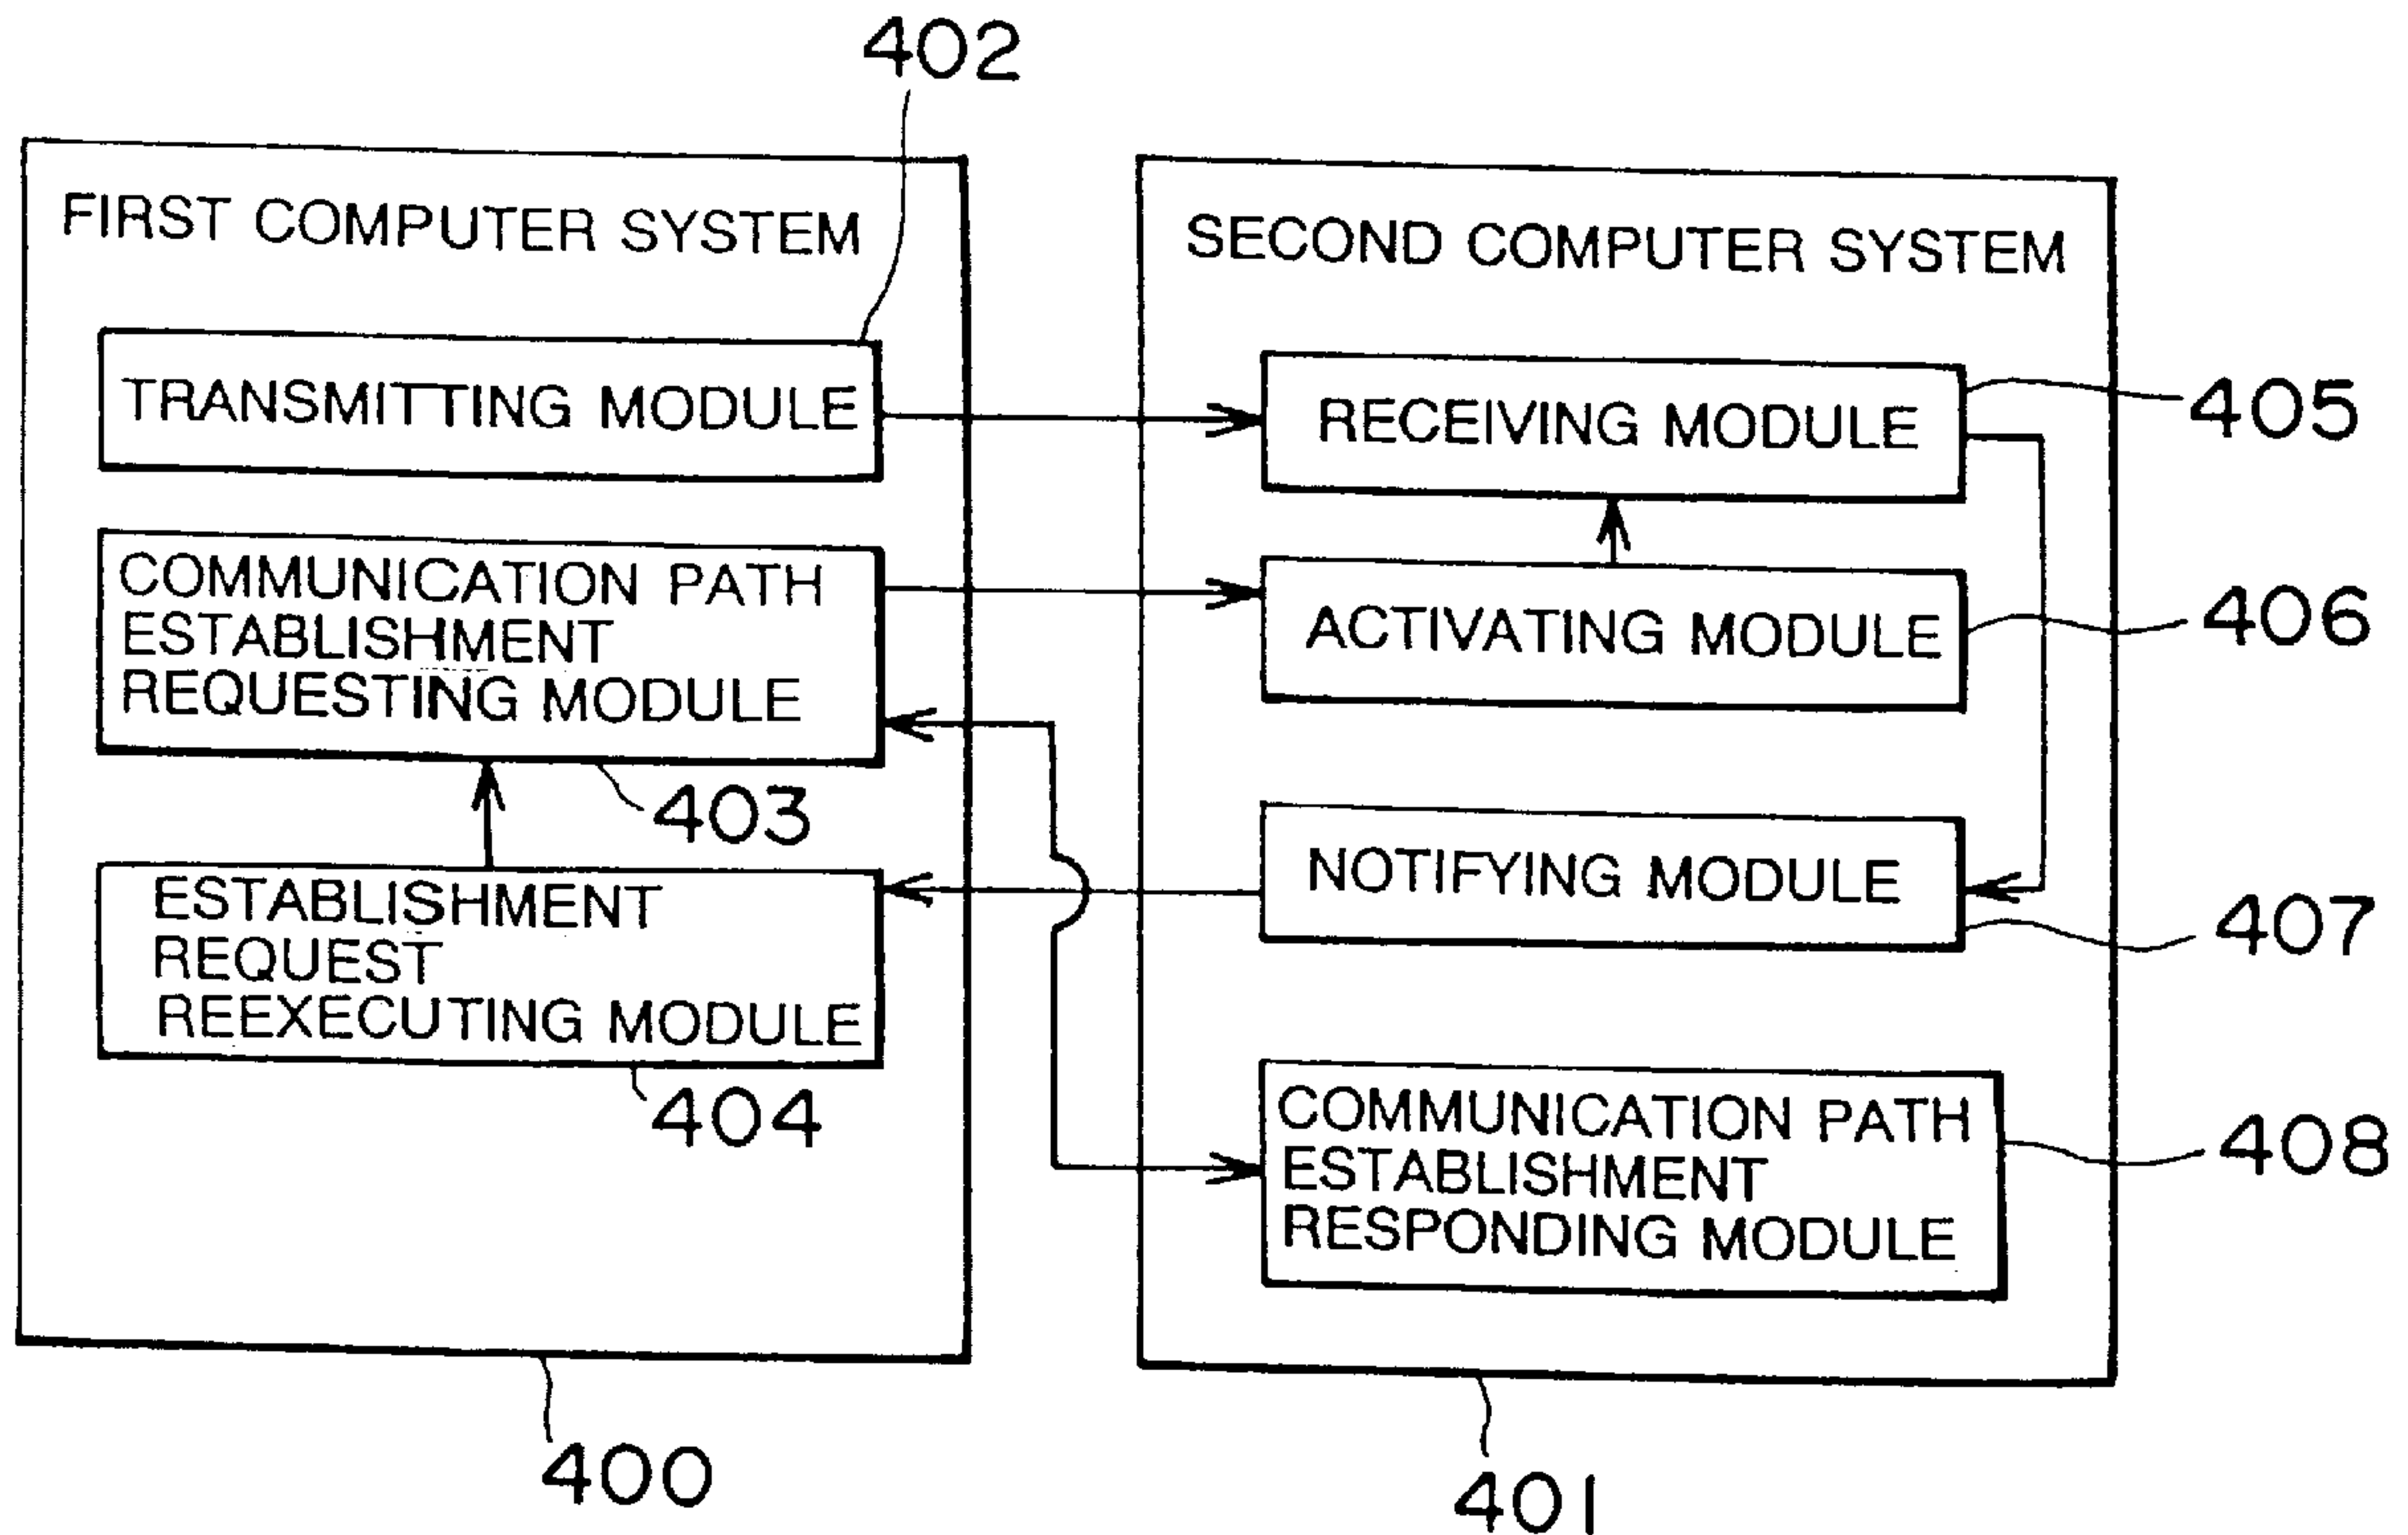 402
FIRST COMPUTER SYSTEM
TRANSMITTING MODULE
COMMUNICATION PATH
ESTABLISHMENT
REQUESTING MODULE
403
ESTABLISHMENT
REQUEST
REEXECUTING MODULE
404
400
SECOND COMPUTER SYSTEM
RECEIVING MODULE
405
ACTIVATING MODULE
406
NOTIFYING MODULE
407
COMMUNICATION PATH
ESTABLISHMENT
RESPONDING MODULE
408
401